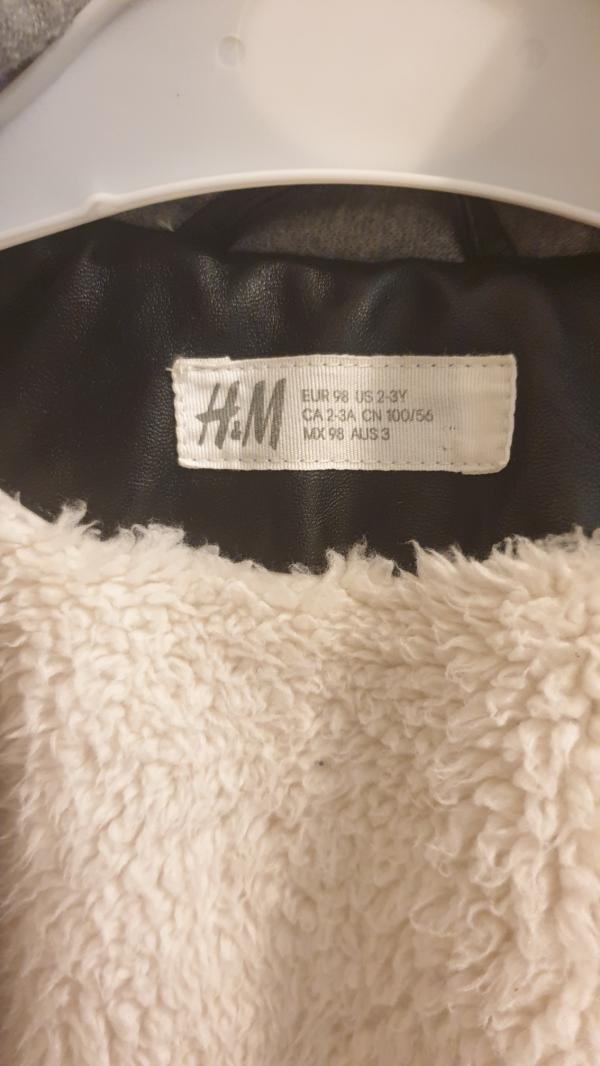 H&M
EUR 98 US 2-3Y
CA 2-3A CN 100/56
MX 98 AUS 3